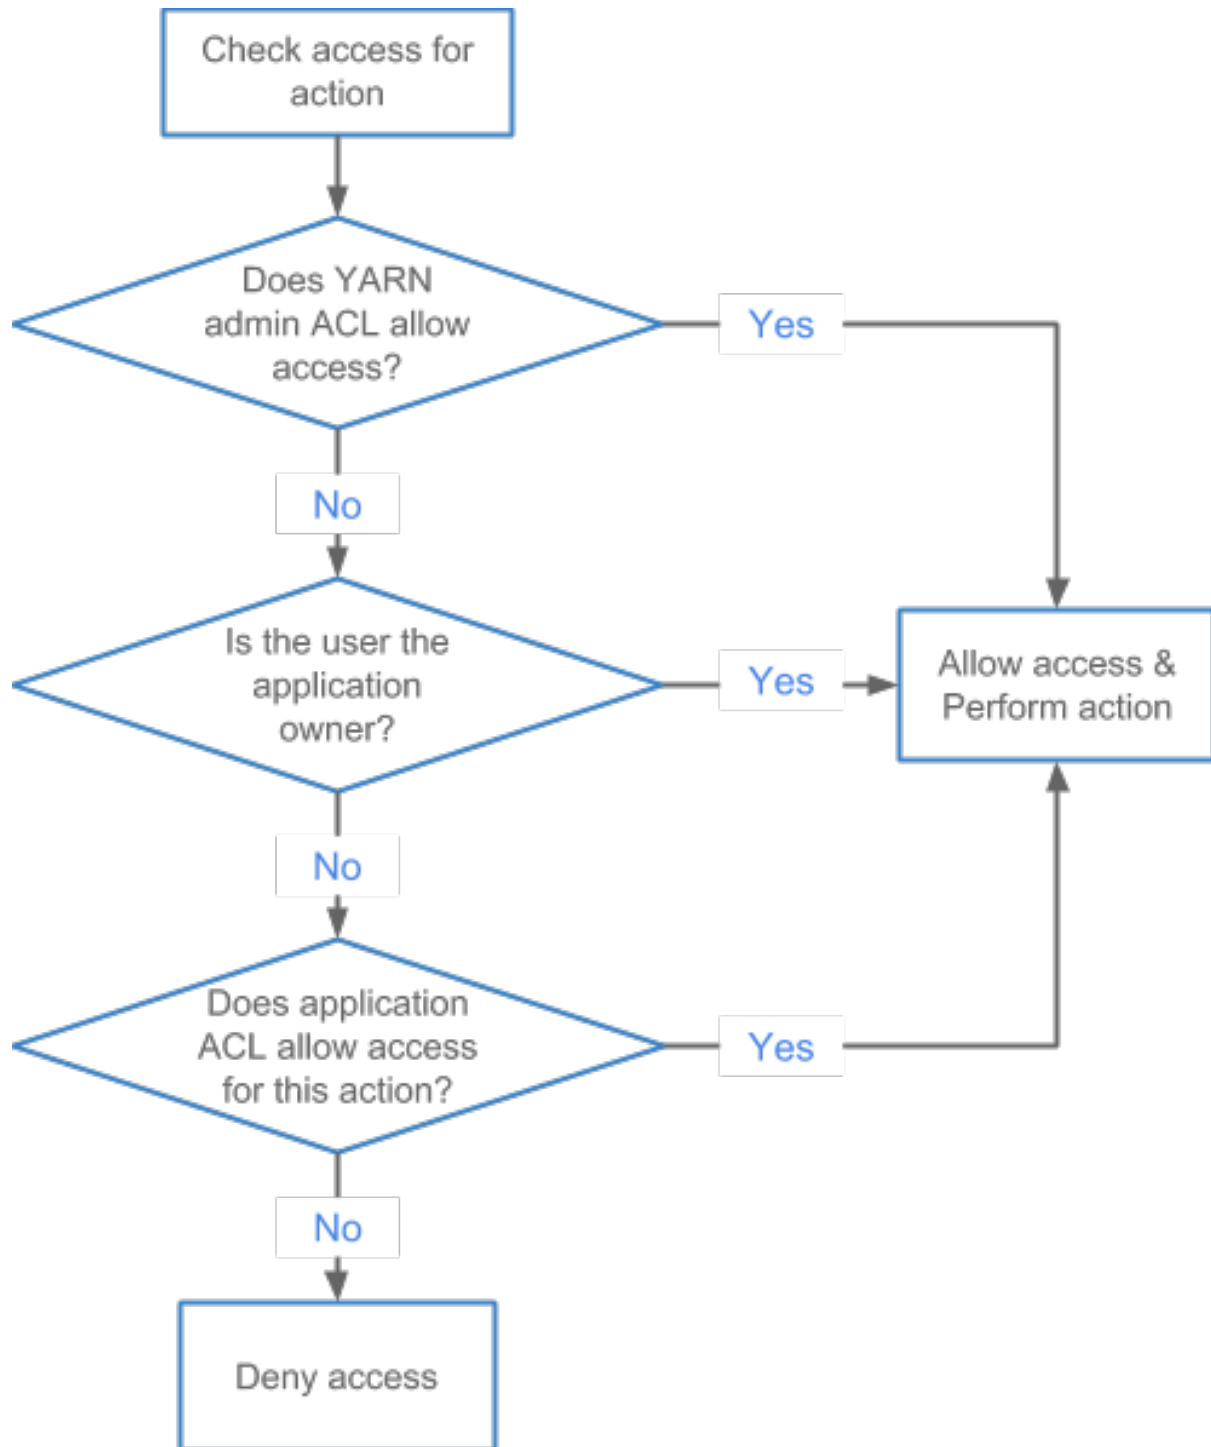 Check access for
action
Does YARN
admin ACL allow
access?
Yes
No
Is the user the
application
owner?
Yes
Allow access &
Perform action
No
Does application
ACL allow access
for this action?
Yes
No
Deny access